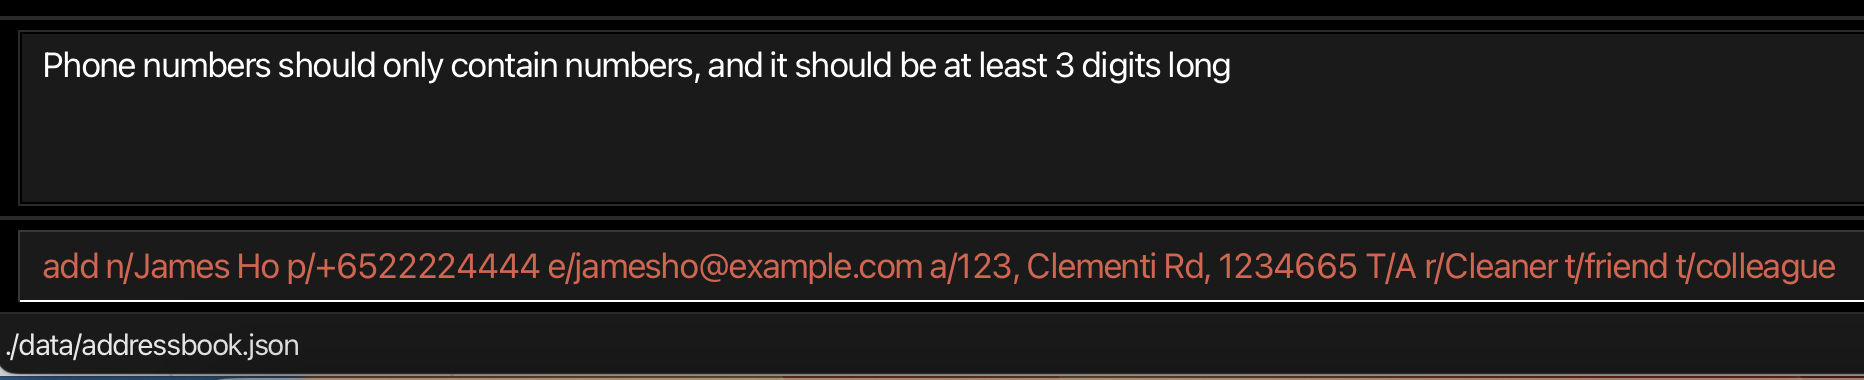 Phone numbers should only contain numbers, and it should be at least 3 digits long
add n/James Ho p/+6522224444 e/jamesho@example.com a/123, Clementi Rd, 1234665 T/A r/Cleaner t/friend t/colleague
./data/addressbook.json